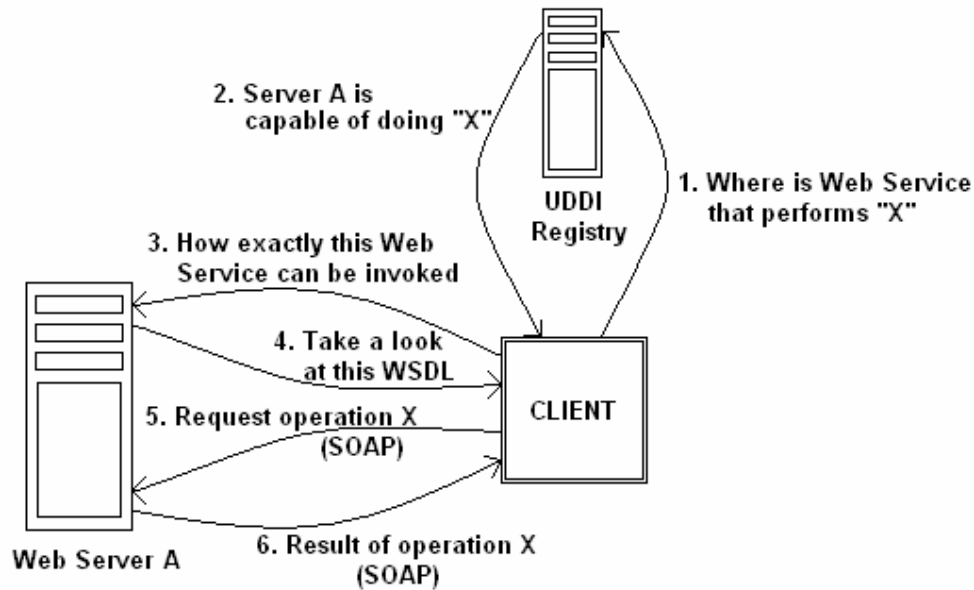 2. Server A is
capable of doing "X"
UDDI
Registry
1. Where is Web Service
that performs "X"
3. How exactly this Web
Service can be invoked
4. Take a look
at this WSDL
CLIENT
5. Request operation X
(SOAP)
6. Result of operation X
(SOAP)
Web Server A